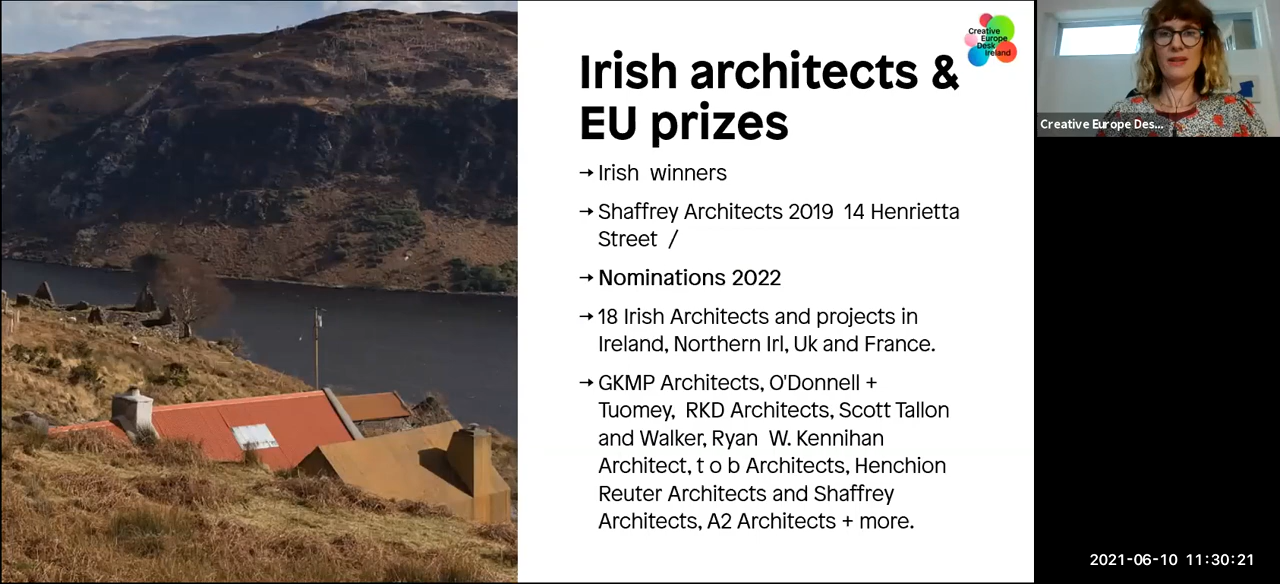 Irish architects &
EU prizes
Creative
Europe
Desk
Ireland
→ Irish  winners
→ Shaffrey Architects 2019  14 Henrietta
Street  /
→ Nominations 2022
→ 18 Irish Architects and projects in
Ireland, Northern Irl, Uk and France.
→ GKMP Architects, O'Donnell +
Tuomey,  RKD Architects, Scott Tallon
and Walker, Ryan  W. Kennihan
Architect, t o b Architects, Henchion
Reuter Architects and Shaffrey
Architects, A2 Architects + more.
Creative Europe Des...
2021-06-10 11:30:21